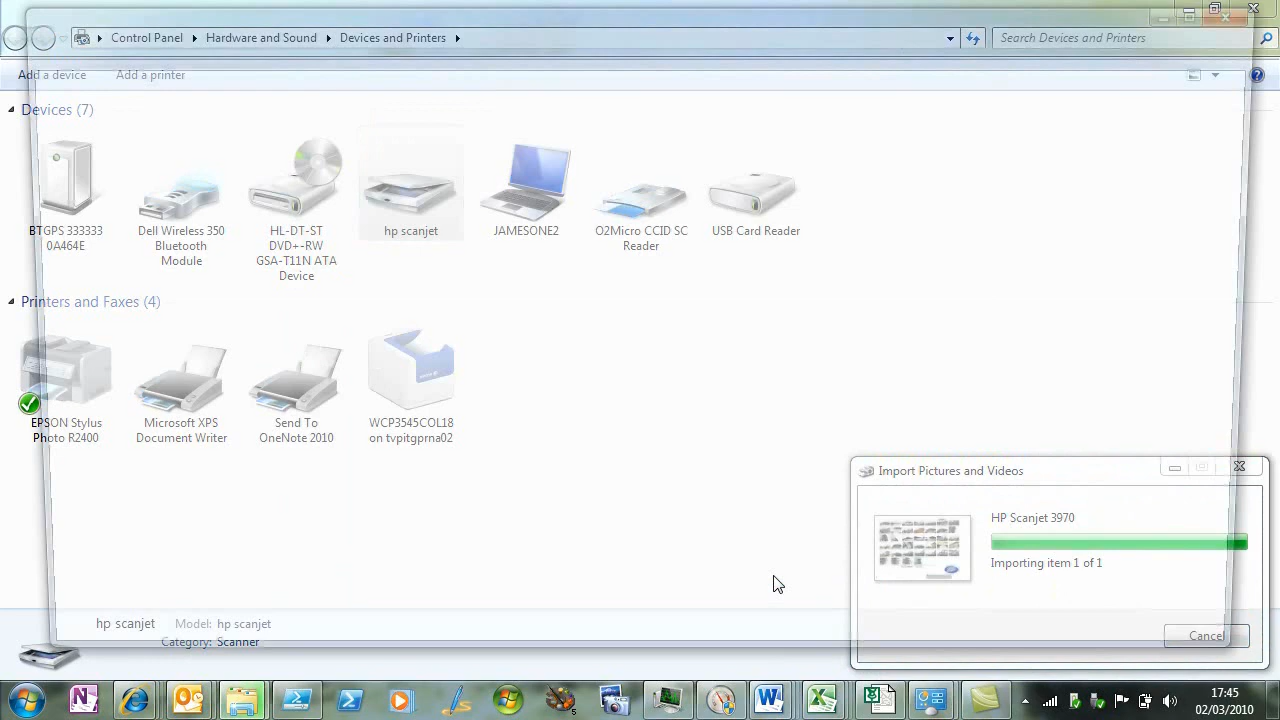 Control Panel
Hardware and Sound
Devices and Printers
Search Devices and Printers
Add a device
Add a printer
Devices (7)
BTGPS 333333
0A464E
Dell Wireless 350
Bluetooth
Module
HL-DT-ST
DVD+-RW
GSA-T11N ATA
Device
hp scanjet
JAMESONE2
O2Micro CCID SC
Reader
USB Card Reader
Printers and Faxes (4)
EPSON Stylus
Photo R2400
Microsoft XPS
Document Writer
Send To
OneNote 2010
WCP3545COL18
on tvpitgprna02
Import Pictures and Videos
HP Scanjet 3970
Importing item 1 of 1
Cancel
hp scanjet
Model: hp scanjet
Category: Scanner
17:45
02/03/2010